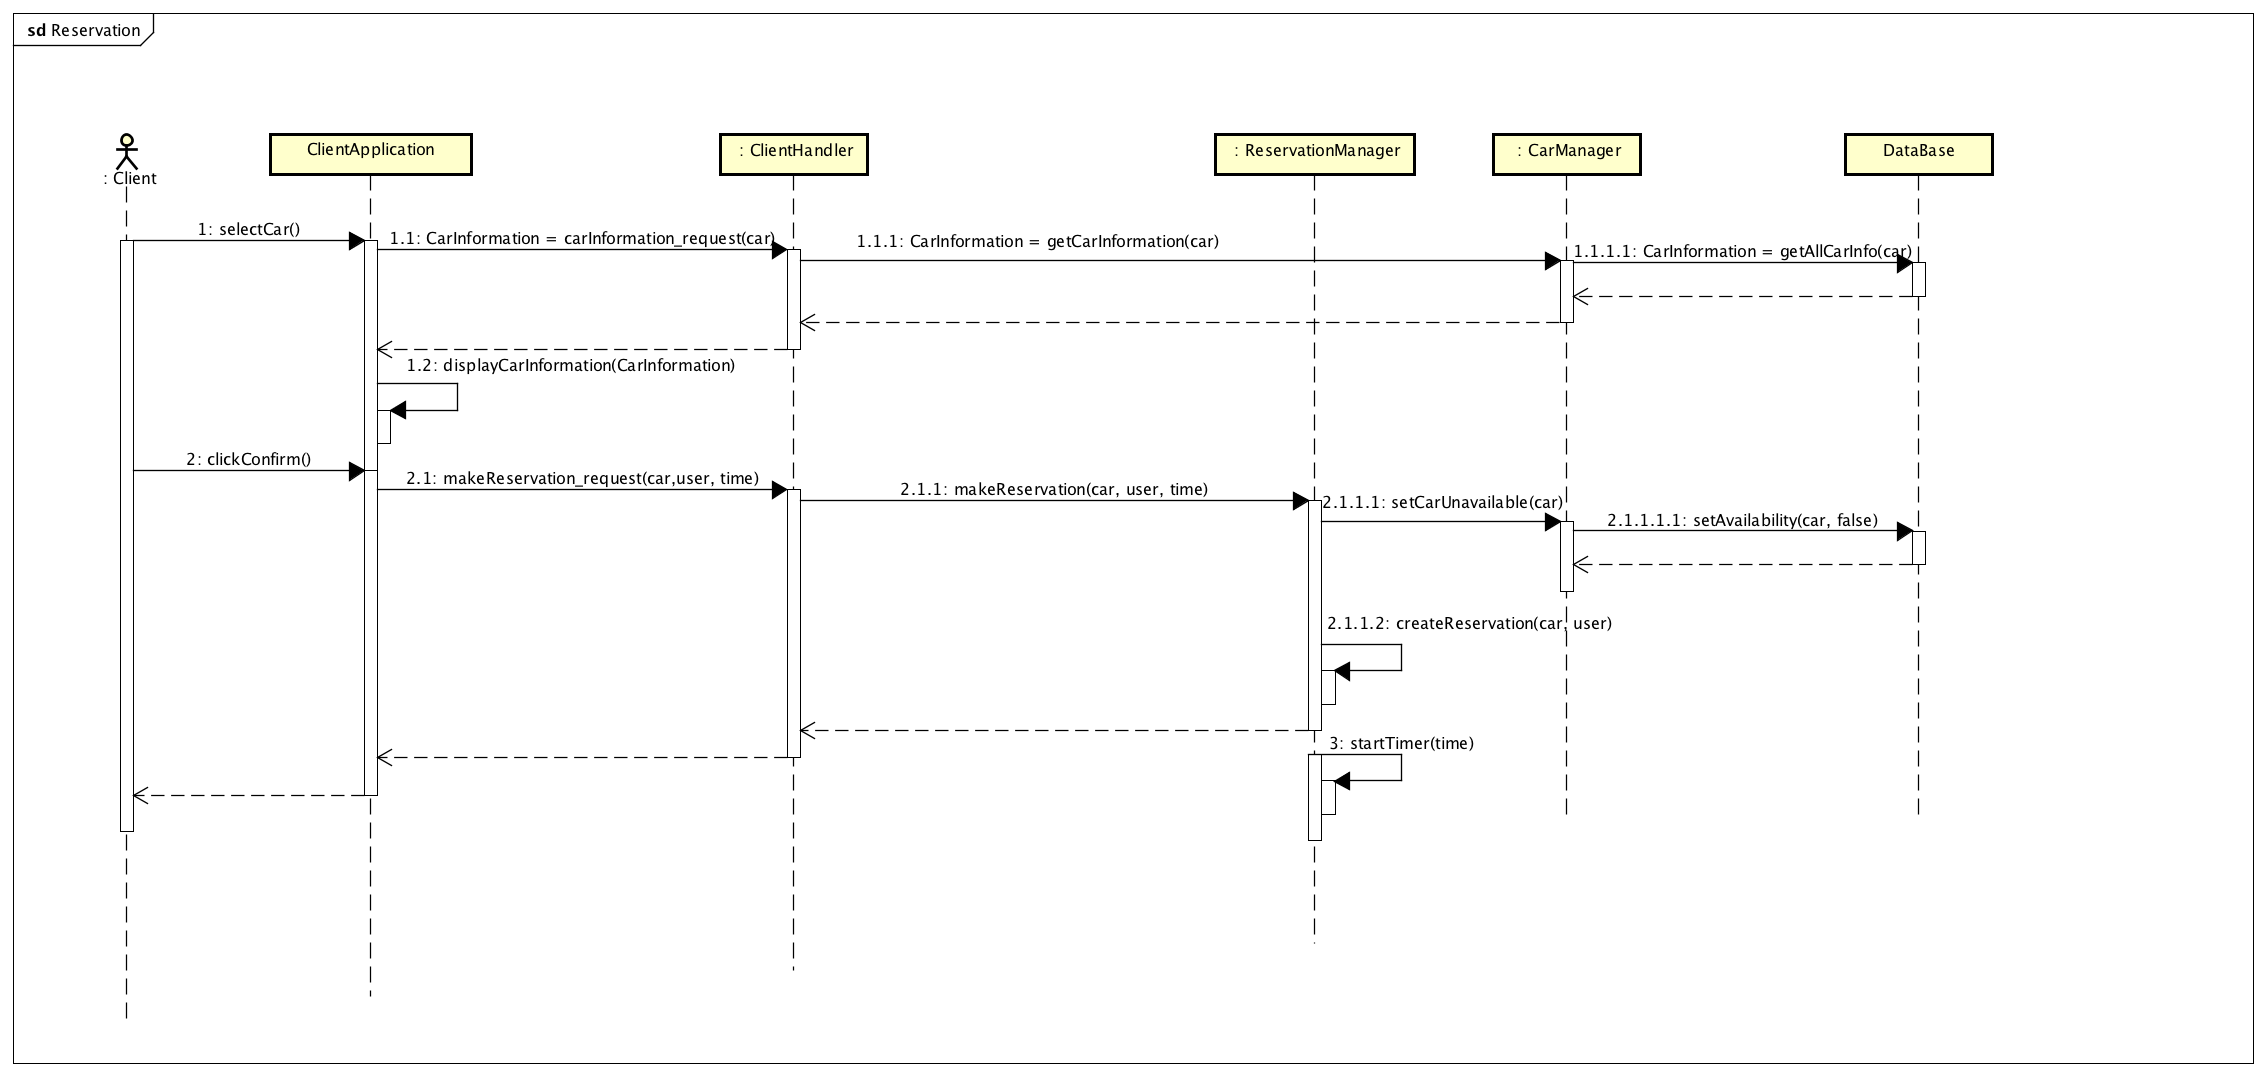 sd Reservation
: Client
ClientApplication
: ClientHandler
: ReservationManager
: CarManager
DataBase
1: selectCar()
1.1: CarInformation = carInformation_request(car)
1.1.1: CarInformation = getCarInformation(car)
1.1.1.1: CarInformation = getAllCarInfo(car)
1.2: displayCarInformation(CarInformation)
2: clickConfirm()
2.1: makeReservation_request(car,user, time)
2.1.1: makeReservation(car, user, time)
2.1.1.1: setCarUnavailable(car)
2.1.1.1.1: setAvailability(car, false)
2.1.1.2: createReservation(car, user)
3: startTimer(time)